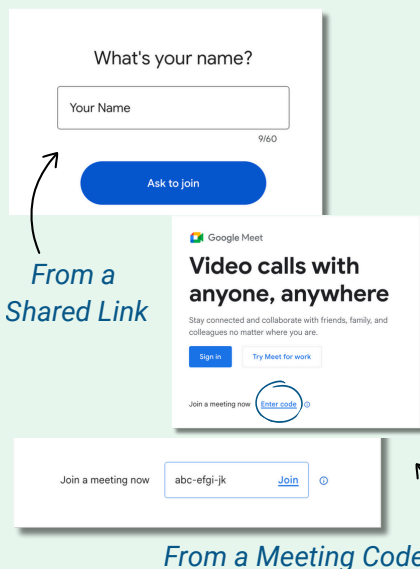 What's your name?
Your Name
9/60
Ask to join
From a
Shared Link
Google Meet
Video calls with
anyone, anywhere
Stay connected and collaborate with friends, family, and
colleagues no matter where you are.
Sign in Try Meet for work
Join a meeting now Enter code
Join a meeting now abc-efgi-jk Join
From a Meeting Code